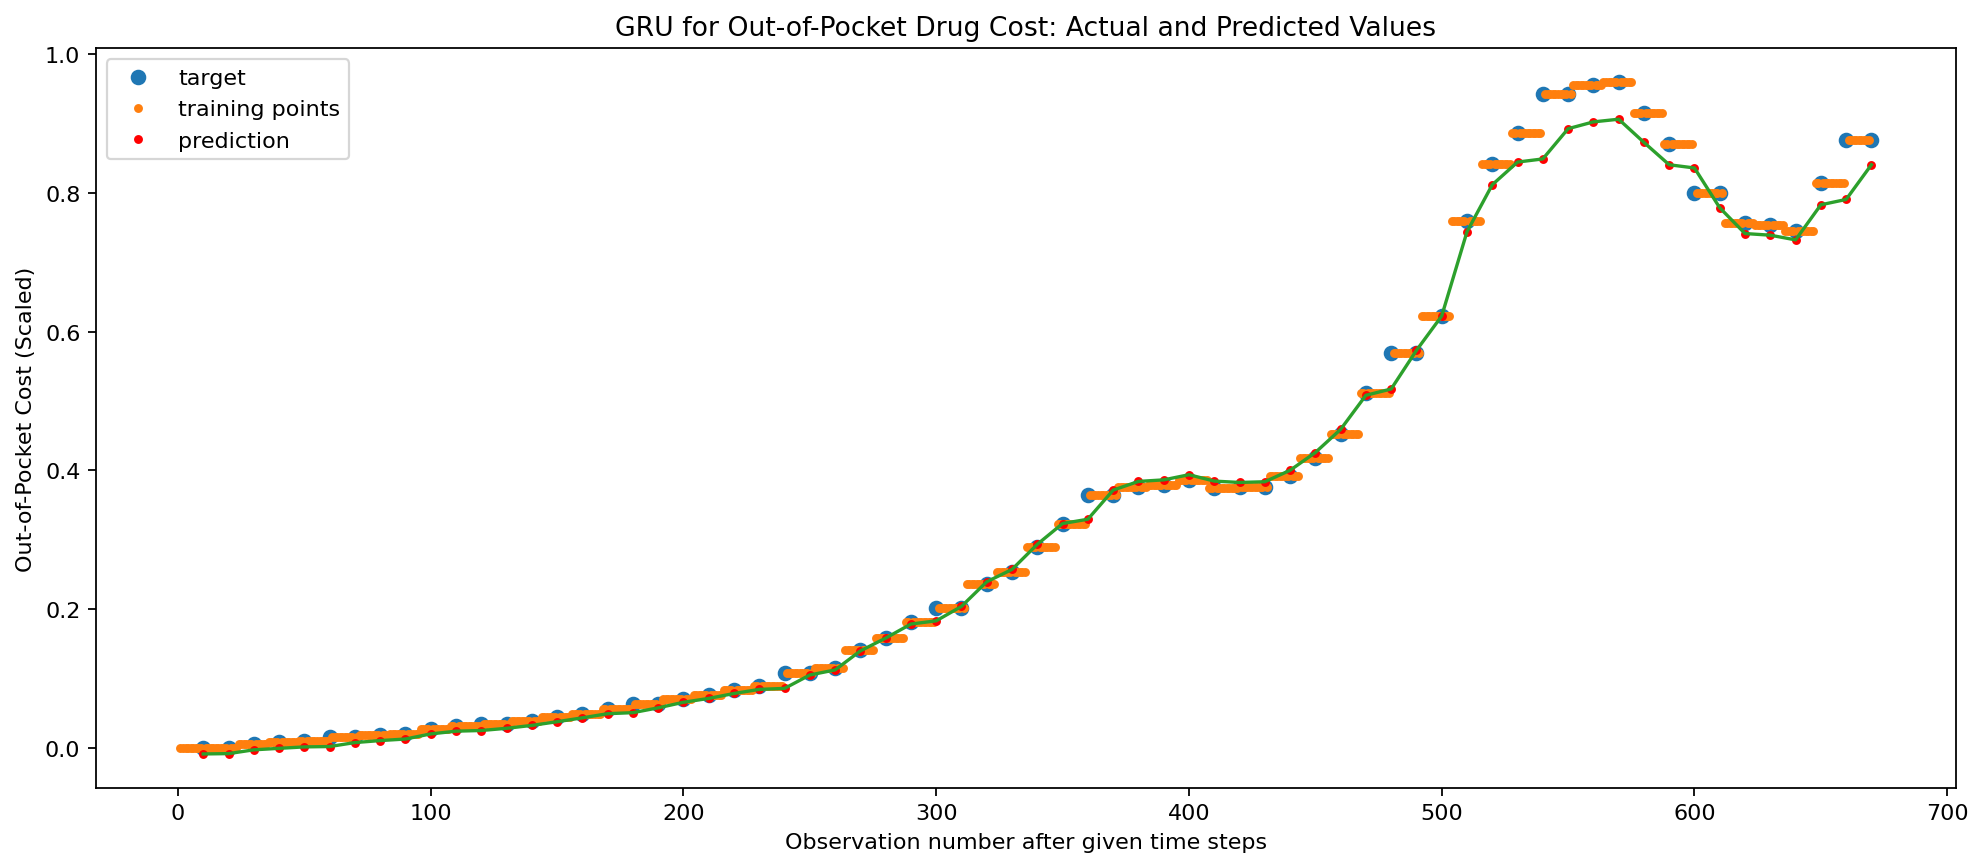 GRU for Out-of-Pocket Drug Cost: Actual and Predicted Values
target
training points
prediction
Out-of-Pocket Cost (Scaled)
1.0
0.8
0.6
0.4
0.2
0.0
0 100 200 300 400 500 600 700
Observation number after given time steps